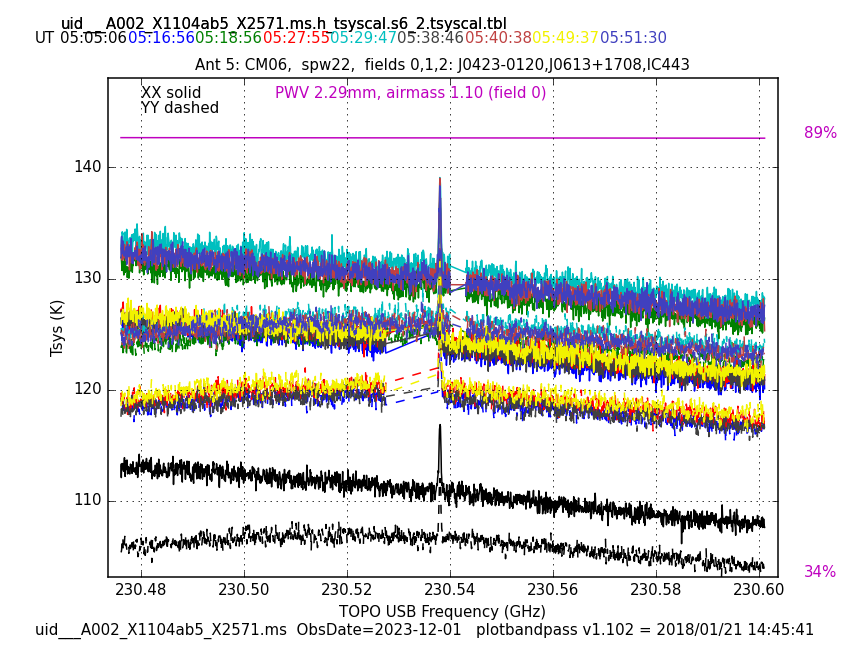 uid___A002_X1104ab5_X2571.ms.h_tsyscal.s6_2.tsyscal.tbl
UT 05:05:06 05:16:56 05:18:56 05:27:55 05:29:47 05:38:46 05:40:38 05:49:37 05:51:30
Ant 5: CM06,  spw22,  fields 0,1,2: J0423-0120,J0613+1708,IC443
XX solid
PWV 2.29mm, airmass 1.10 (field 0)
YY dashed
89%
140
130
Tsys (K)
120
110
34%
230.48 230.50 230.52 230.54 230.56 230.58 230.60
TOPO USB Frequency (GHz)
uid___A002_X1104ab5_X2571.ms  ObsDate=2023-12-01   plotbandpass v1.102 = 2018/01/21 14:45:41